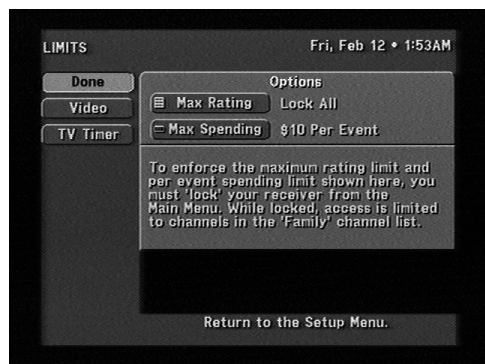 LIMITS Fri, Feb 12 • 1:53AM
Done
Options
Max Rating Lock All
Video
Max Spending $10 Per Event
TV Timer
To enforce the maximum rating limit and
per event spending limit shown here, you
must 'lock' your receiver from the
Main Menu. While locked, access is limited
to channels in the 'Family' channel list.
Return to the Setup Menu.